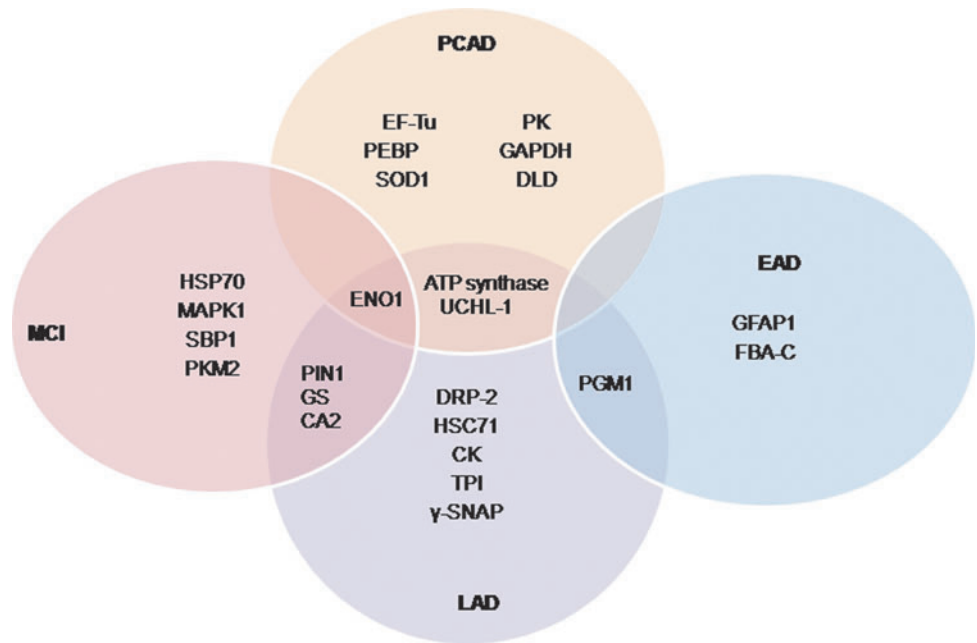 PCAD
EF-Tu PK
PEBP GAPDH
SOD1 DLD
MCI
HSP70
MAPK1
SBP1
PKM2
ENO1
PIN1
GS
CA2
ATP synthase
UCHL-1
EAD
GFAP1
FBA-C
PGM1
DRP-2
HSC71
CK
TPI
γ-SNAP
LAD